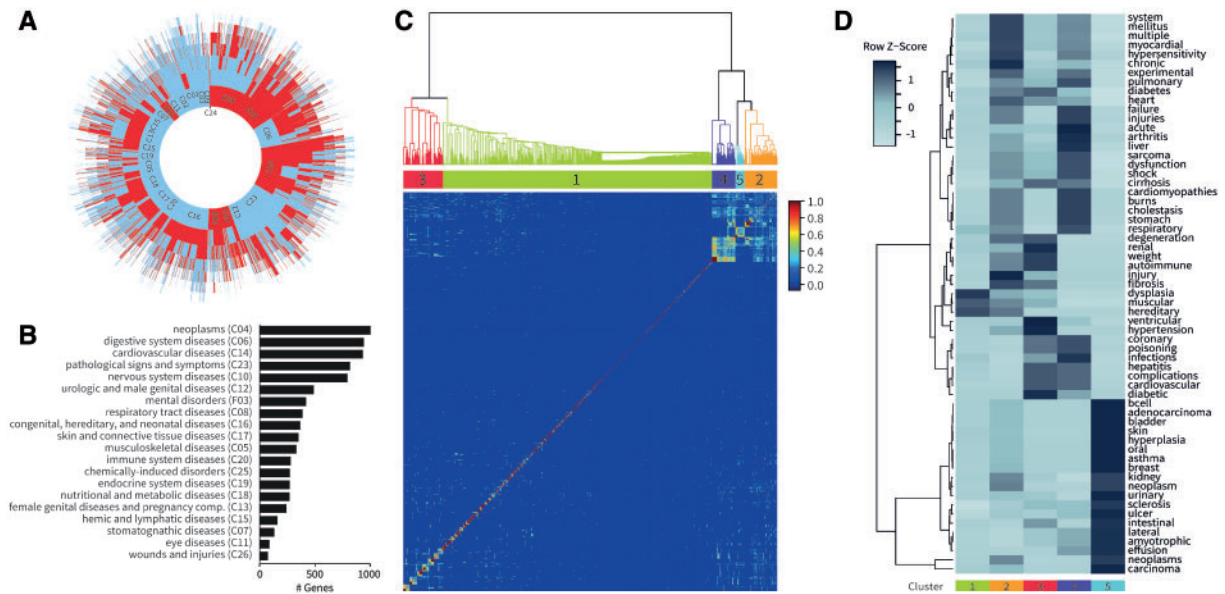 A
C24
C16
B
neoplasms (C04)
digestive system diseases (C06)
cardiovascular diseases (C14)
pathological signs and symptoms (C23)
nervous system diseases (C10)
urologic and male genital diseases (C12)
mental disorders (F03)
respiratory tract diseases (C08)
congenital, hereditary, and neonatal diseases (C16)
skin and connective tissue diseases (C17)
musculoskeletal diseases (C05)
immune system diseases (C20)
chemically-induced disorders (C25)
endocrine system diseases (C19)
nutritional and metabolic diseases (C18)
female genital diseases and pregnancy comp. (C13)
hemic and lymphatic diseases (C15)
stomatognathic diseases (C07)
eye diseases (C11)
wounds and injuries (C26)
0 500 1000
# Genes
C
3 1 4 5 2
1.0
0.8
0.6
0.4
0.2
0.0
D
Row Z-Score
1
0
-1
system
mellitus
multiple
myocardial
hypersensitivity
chronic
experimental
pulmonary
diabetes
heart
failure
injuries
acute
arthritis
liver
sarcoma
dysfunction
shock
cirrhosis
cardiomyopathies
burns
cholestasis
stomach
respiratory
degeneration
renal
weight
autoimmune
injury
fibrosis
dysplasia
muscular
hereditary
ventricular
hypertension
coronary
poisoning
infections
hepatitis
complications
cardiovascular
diabetic
bcell
adenocarcinoma
bladder
skin
hyperplasia
oral
asthma
breast
kidney
neoplasm
urinary
sclerosis
ulcer
intestinal
lateral
amyotrophic
effusion
neoplasms
carcinoma
Cluster 1 2 3 4 5